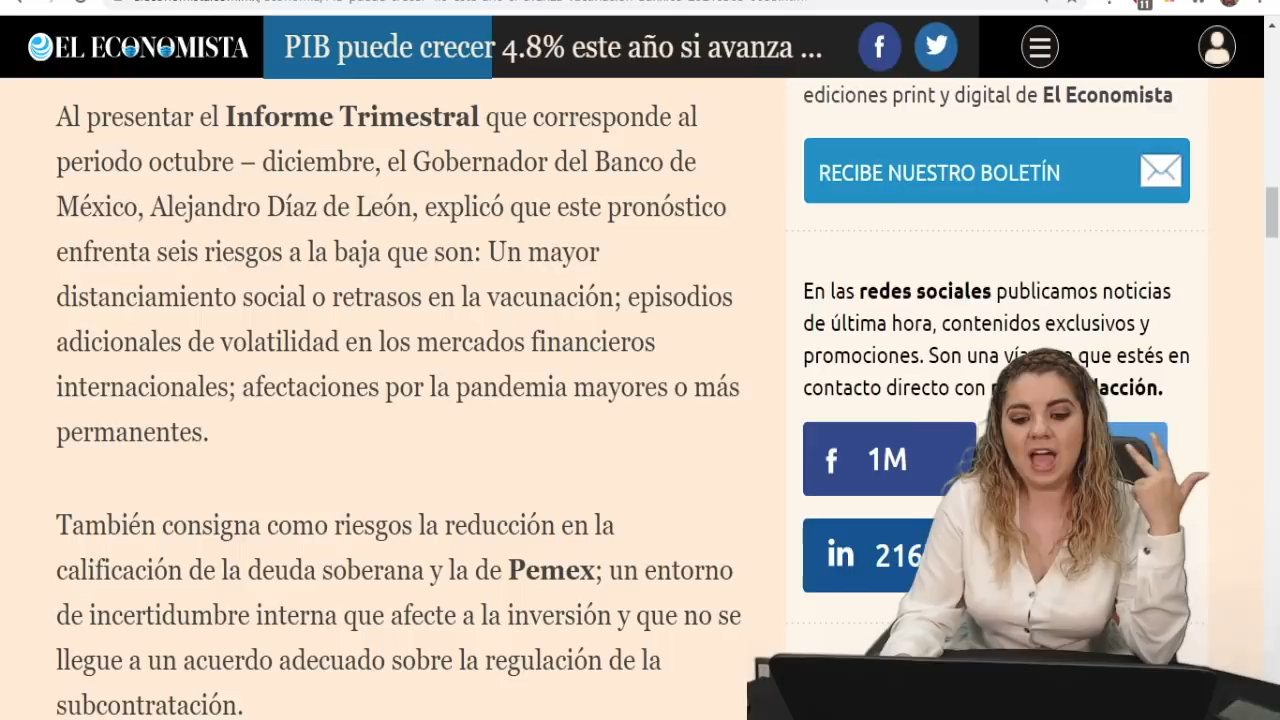 EL ECONOMISTA
PIB puede crecer 4.8% este año si avanza ...
Al presentar el Informe Trimestral que corresponde al
periodo octubre – diciembre, el Gobernador del Banco de
México, Alejandro Díaz de León, explicó que este pronóstico
enfrenta seis riesgos a la baja que son: Un mayor
distanciamiento social o retrasos en la vacunación; episodios
adicionales de volatilidad en los mercados financieros
internacionales; afectaciones por la pandemia mayores o más
permanentes.
También consigna como riesgos la reducción en la
calificación de la deuda soberana y la de Pemex; un entorno
de incertidumbre interna que afecte a la inversión y que no se
llegue a un acuerdo adecuado sobre la regulación de la
subcontratación.
ediciones print y digital de El Economista
RECIBE NUESTRO BOLETÍN
En las redes sociales publicamos noticias
de última hora, contenidos exclusivos y
promociones. Son una que estés en
contacto directo con
f 1M
in 216